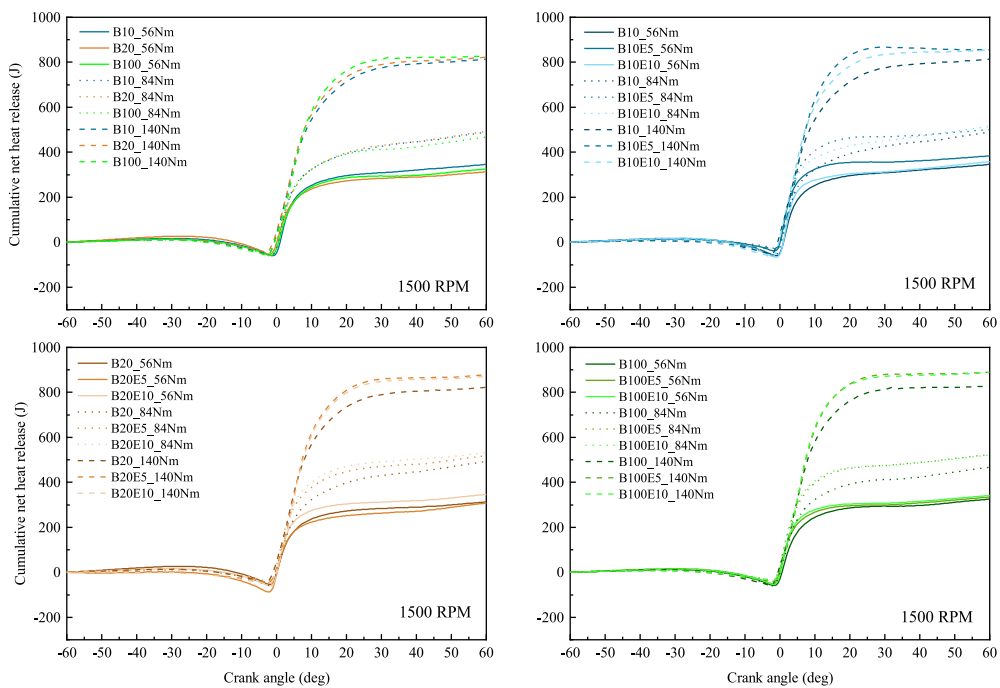 1000
800
600
400
200
0
-200
Cumulative net heat release (J)
B10_56Nm
B20_56Nm
B100_56Nm
B10_84Nm
B20_84Nm
B100_84Nm
B10_140Nm
B20_140Nm
B100_140Nm
1500 RPM
-60 -50 -40 -30 -20 -10 0 10 20 30 40 50 60
1000
800
600
400
200
0
-200
B10_56Nm
B10E5_56Nm
B10E10_56Nm
B10_84Nm
B10E5_84Nm
B10E10_84Nm
B10_140Nm
B10E5_140Nm
B10E10_140Nm
1500 RPM
-60 -50 -40 -30 -20 -10 0 10 20 30 40 50 60
1000
800
600
400
200
0
-200
Cumulative net heat release (J)
B20_56Nm
B20E5_56Nm
B20E10_56Nm
B20_84Nm
B20E5_84Nm
B20E10_84Nm
B20_140Nm
B20E5_140Nm
B20E10_140Nm
1500 RPM
-60 -50 -40 -30 -20 -10 0 10 20 30 40 50 60
Crank angle (deg)
1000
800
600
400
200
0
-200
B100_56Nm
B100E5_56Nm
B100E10_56Nm
B100_84Nm
B100E5_84Nm
B100E10_84Nm
B100_140Nm
B100E5_140Nm
B100E10_140Nm
1500 RPM
-60 -50 -40 -30 -20 -10 0 10 20 30 40 50 60
Crank angle (deg)